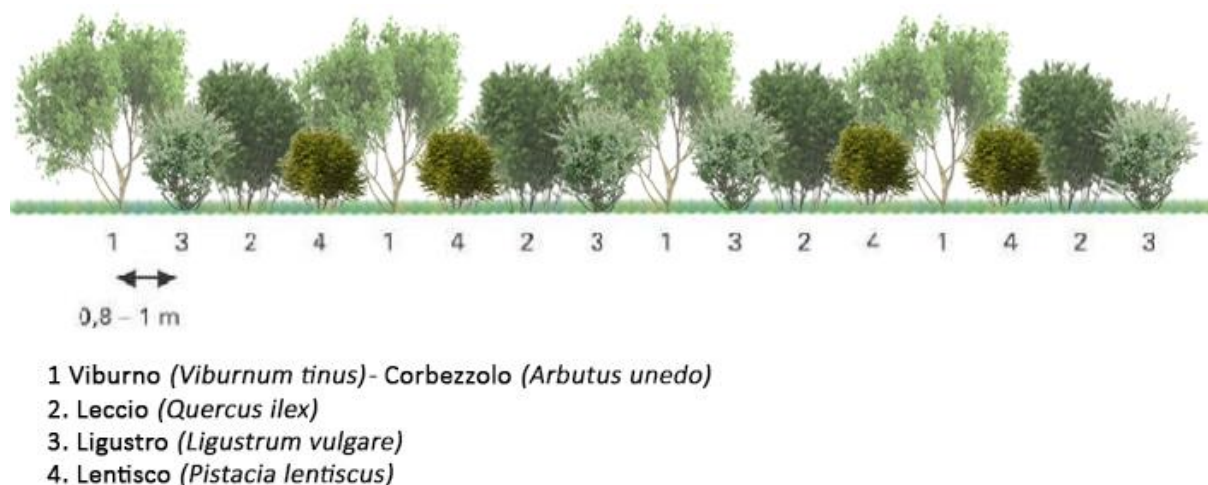 1 3 2 4 1 4 2 3 1 3 2 4 1 4 2 3
0,8 – 1 m
1 Viburno (Viburnum tinus) - Corbezzolo (Arbutus unedo)
2. Leccio (Quercus ilex)
3. Ligustro (Ligustrum vulgare)
4. Lentisco (Pistacia lentiscus)